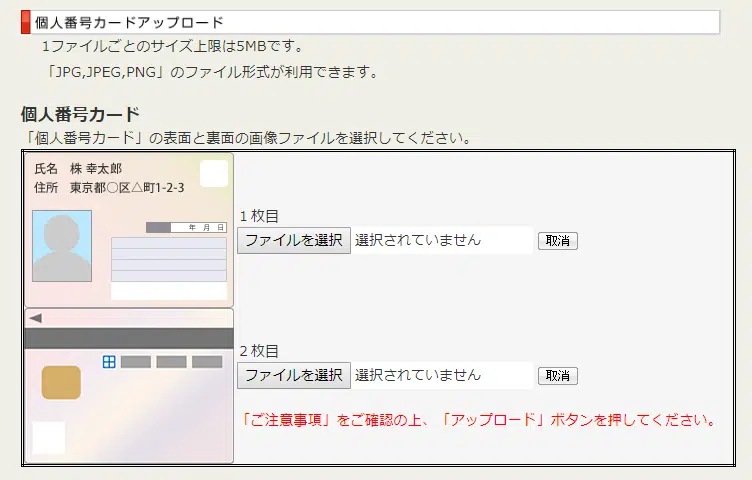 個人番号カードアップロード
1ファイルごとのサイズ上限は5MBです。
「JPG,JPEG,PNG」のファイル形式が利用できます。
個人番号カード
「個人番号カード」の表面と裏面の画像ファイルを選択してください。
氏名 株 幸太郎
住所 東京都〇区△町1-2-3
年 月 日
1枚目
ファイルを選択 選択されていません 取消
2枚目
ファイルを選択 選択されていません 取消
「ご注意事項」をご確認の上、「アップロード」ボタンを押してください。